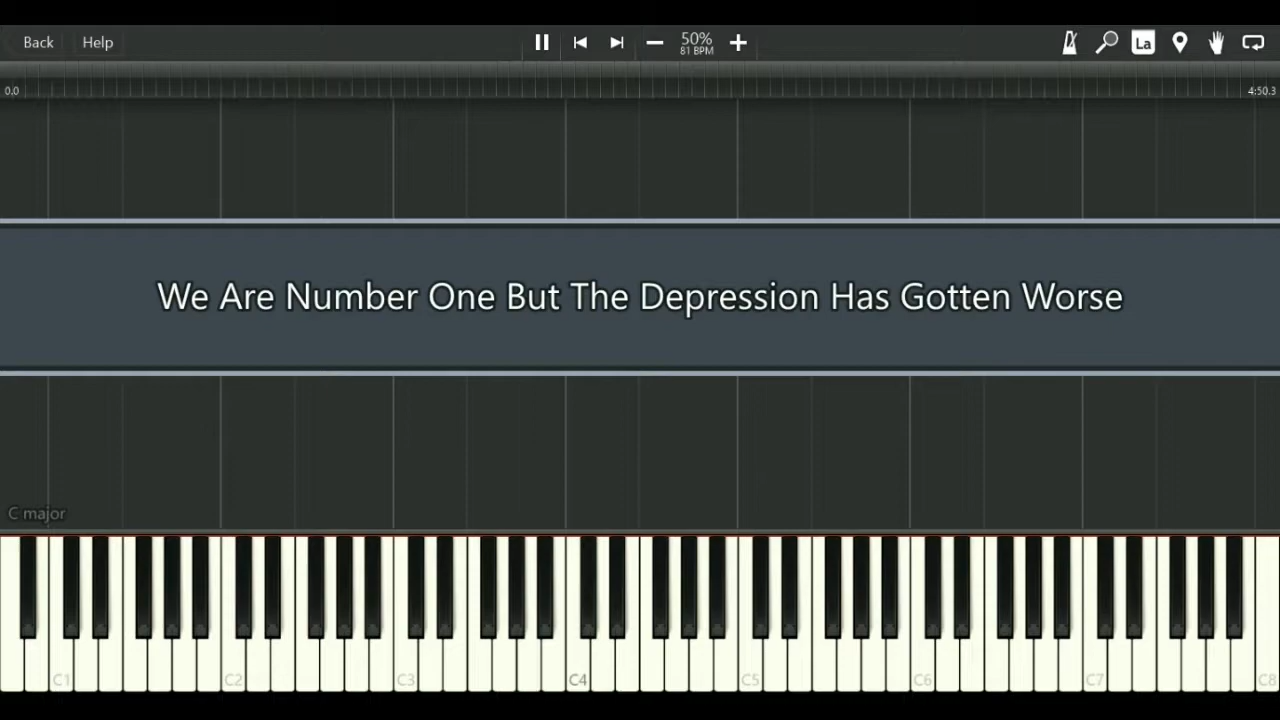 Back Help 50% La
81 BPM
0.0 4:50.3
We Are Number One But The Depression Has Gotten Worse
C major
C1 C2 C3 C4 C5 C6 C7 C8